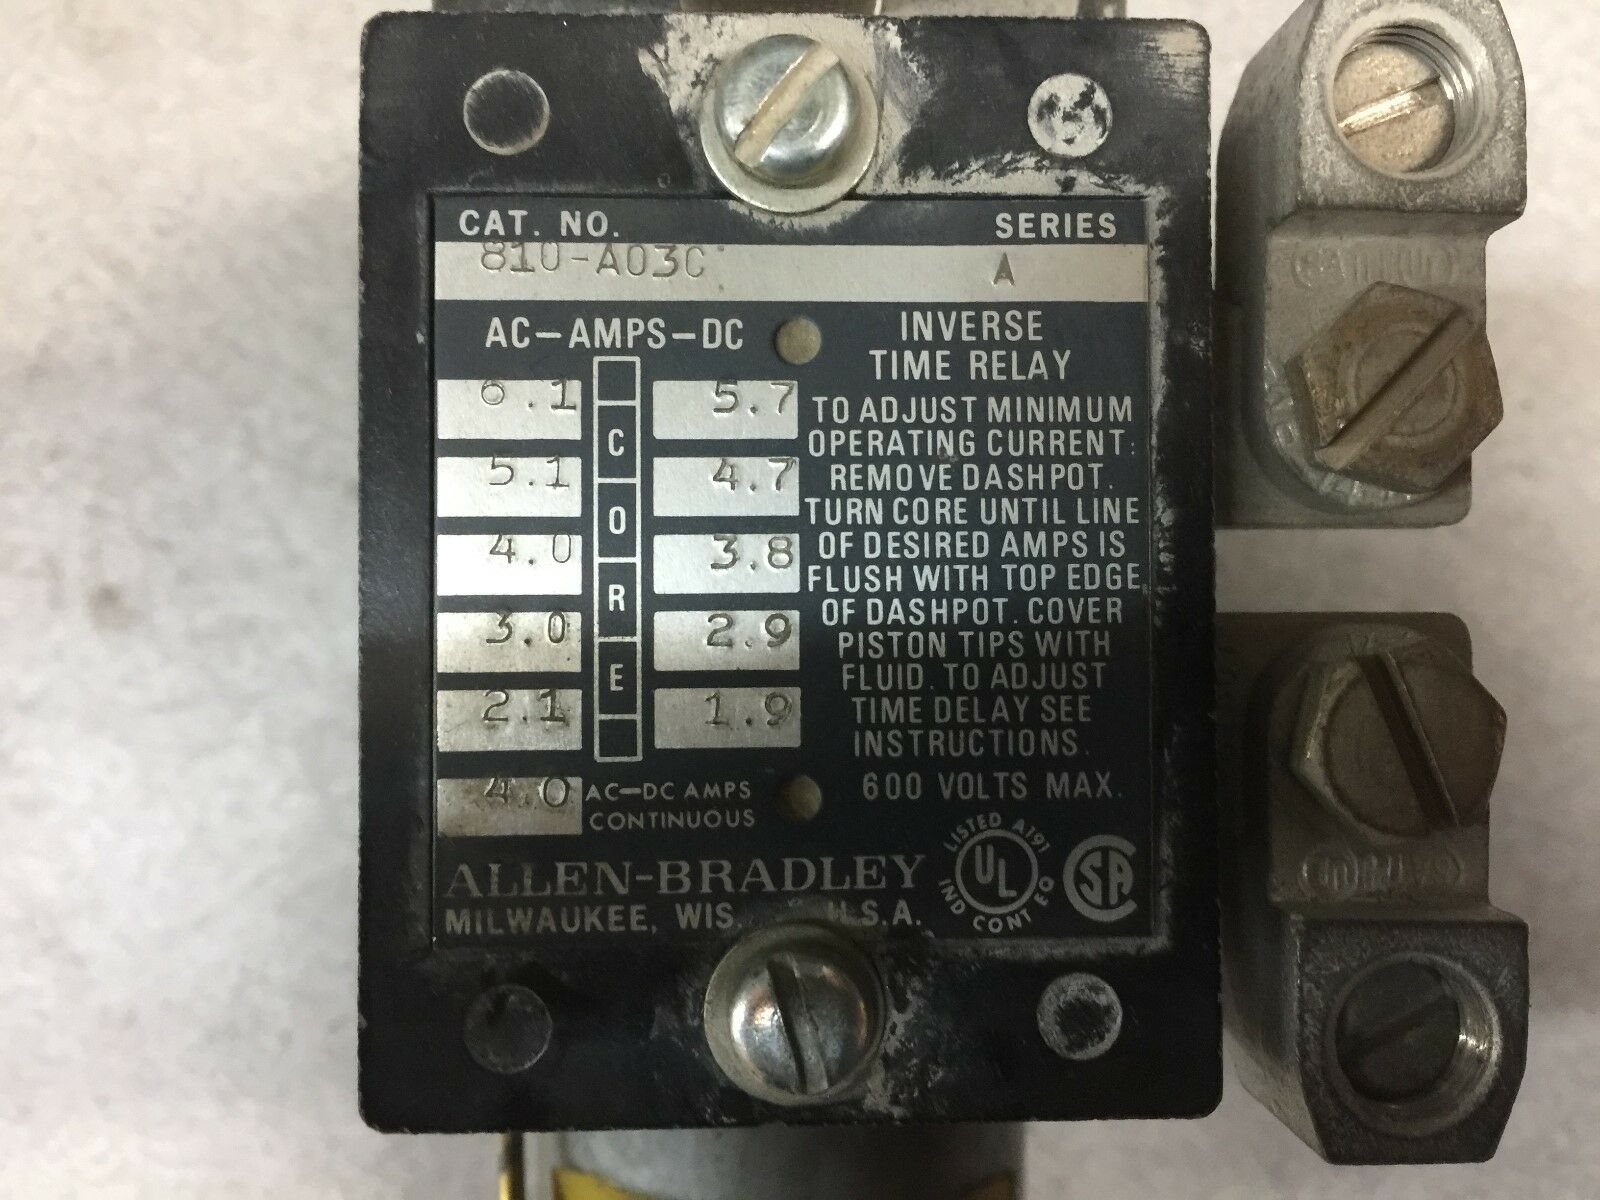 CAT. NO. SERIES
810-A03C A
AC-AMPS-DC
6.1 5.7
5.1 4.7
4.0 3.8
3.0 2.9
2.1 1.9
CORE
4.0 AC-DC AMPS
CONTINUOUS
INVERSE
TIME RELAY
TO ADJUST MINIMUM
OPERATING CURRENT:
REMOVE DASHPOT.
TURN CORE UNTIL LINE
OF DESIRED AMPS IS
FLUSH WITH TOP EDGE
OF DASHPOT. COVER
PISTON TIPS WITH
FLUID. TO ADJUST
TIME DELAY SEE
INSTRUCTIONS.
600 VOLTS MAX.
ALLEN-BRADLEY
MILWAUKEE, WIS. U.S.A.
LISTED A791
UL
IND CONT EQ
SA